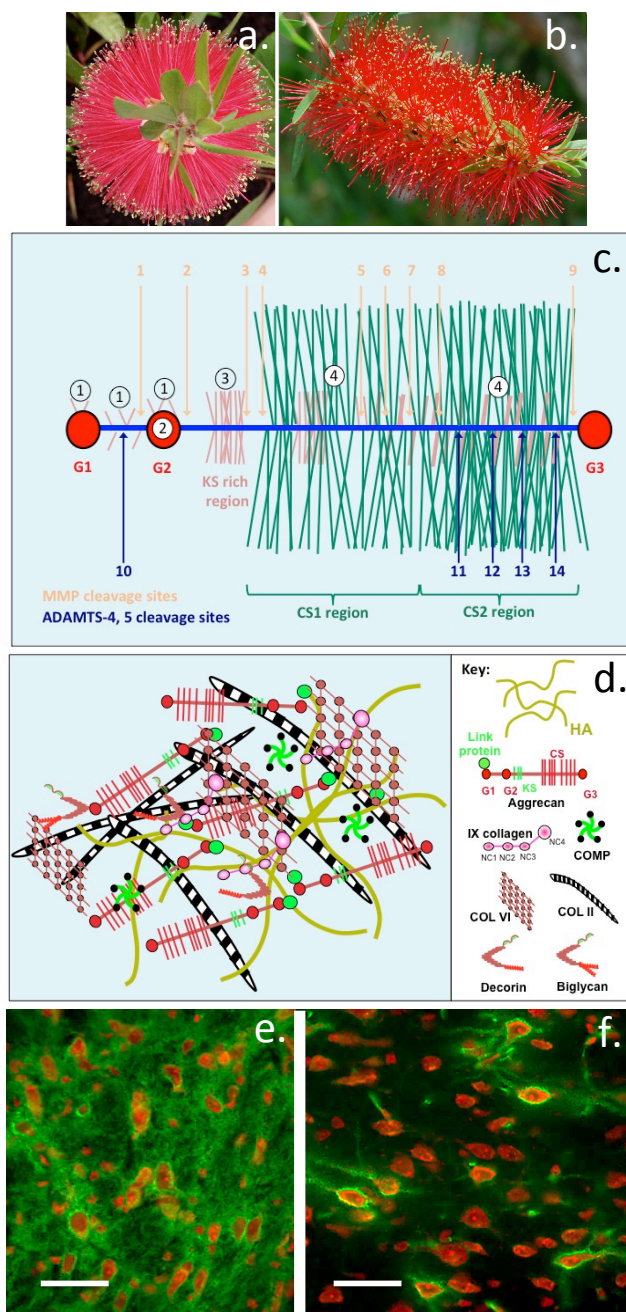 a.
b.
c.
1
2
3
4
5
6
7
8
9
1
1
1
3
4
4
2
G1
G2
G3
KS rich
region
10
11
12
13
14
MMP cleavage sites
ADAMTS-4, 5 cleavage sites
CS1 region
CS2 region
d.
Key:
HA
Link
protein
CS
G1
G2
KS
G3
Aggrecan
IX collagen
NC4
NC1
NC2
NC3
COMP
COL VI
COL II
Decorin
Biglycan
e.
f.